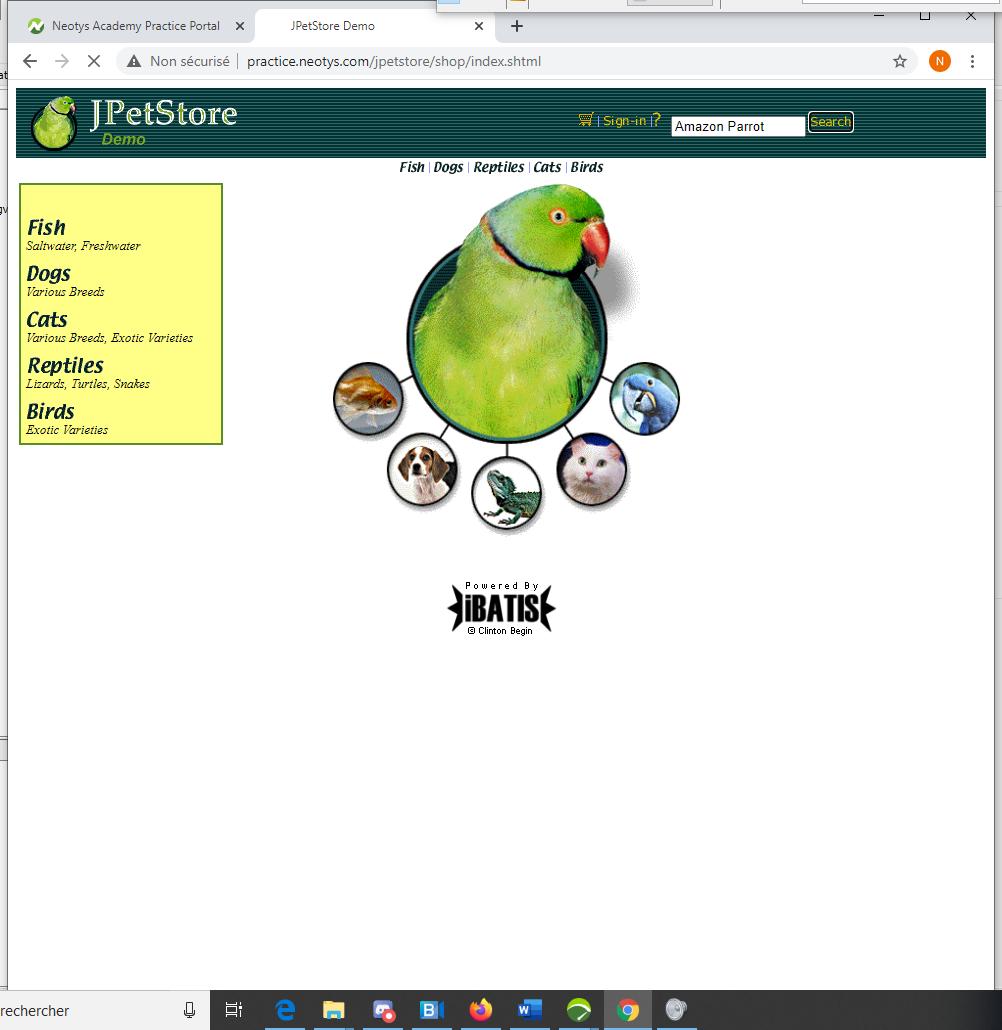 Neotys Academy Practice Portal
JPetStore Demo
Non sécurisé
practice.neotys.com/jpetstore/shop/index.shtml
N
JPetStore
Demo
| Sign-in |?
Amazon Parrot
Search
Fish | Dogs | Reptiles | Cats | Birds
Fish
Saltwater, Freshwater
Dogs
Various Breeds
Cats
Various Breeds, Exotic Varieties
Reptiles
Lizards, Turtles, Snakes
Birds
Exotic Varieties
Powered By
iBATIS
© Clinton Begin
rechercher